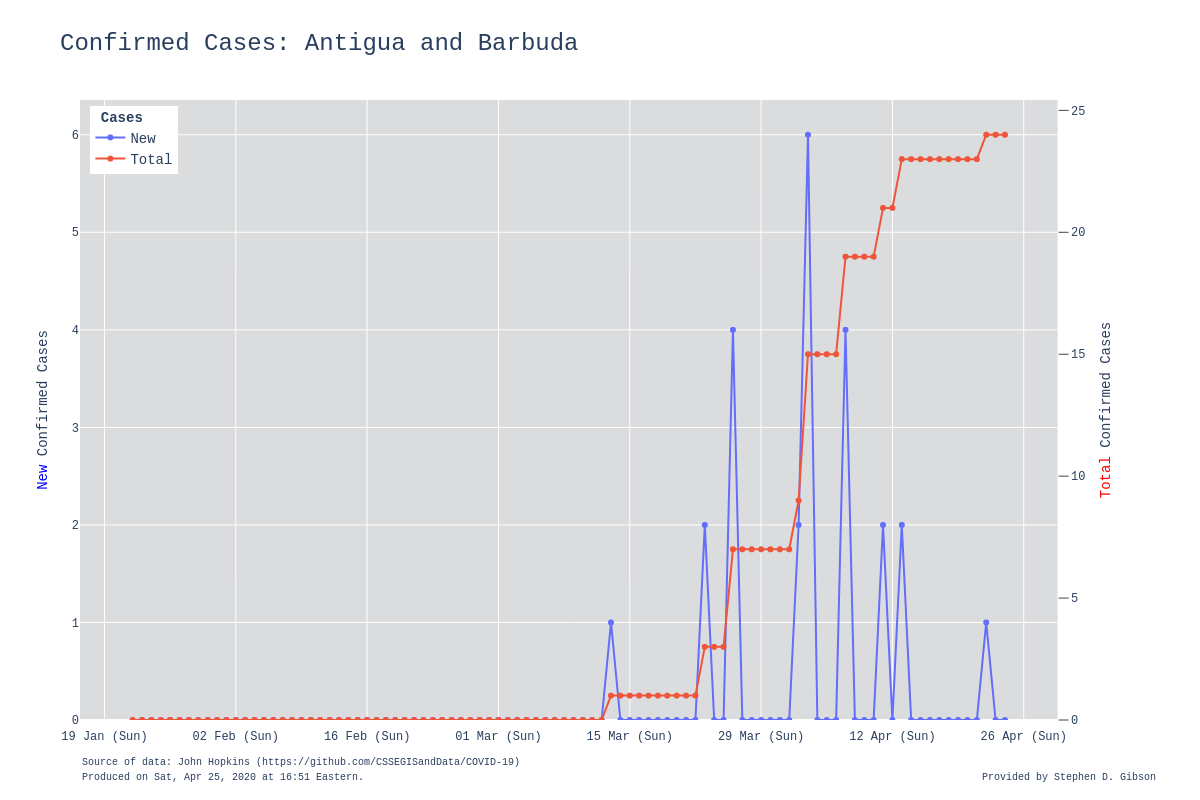 Confirmed Cases: Antigua and Barbuda
Cases
New
Total
6
5
4
3
2
1
0
25
20
15
10
5
0
New Confirmed Cases
Total Confirmed Cases
19 Jan (Sun)
02 Feb (Sun)
16 Feb (Sun)
01 Mar (Sun)
15 Mar (Sun)
29 Mar (Sun)
12 Apr (Sun)
26 Apr (Sun)
Source of data: John Hopkins (https://github.com/CSSEGISandData/COVID-19)
Produced on Sat, Apr 25, 2020 at 16:51 Eastern.
Provided by Stephen D. Gibson